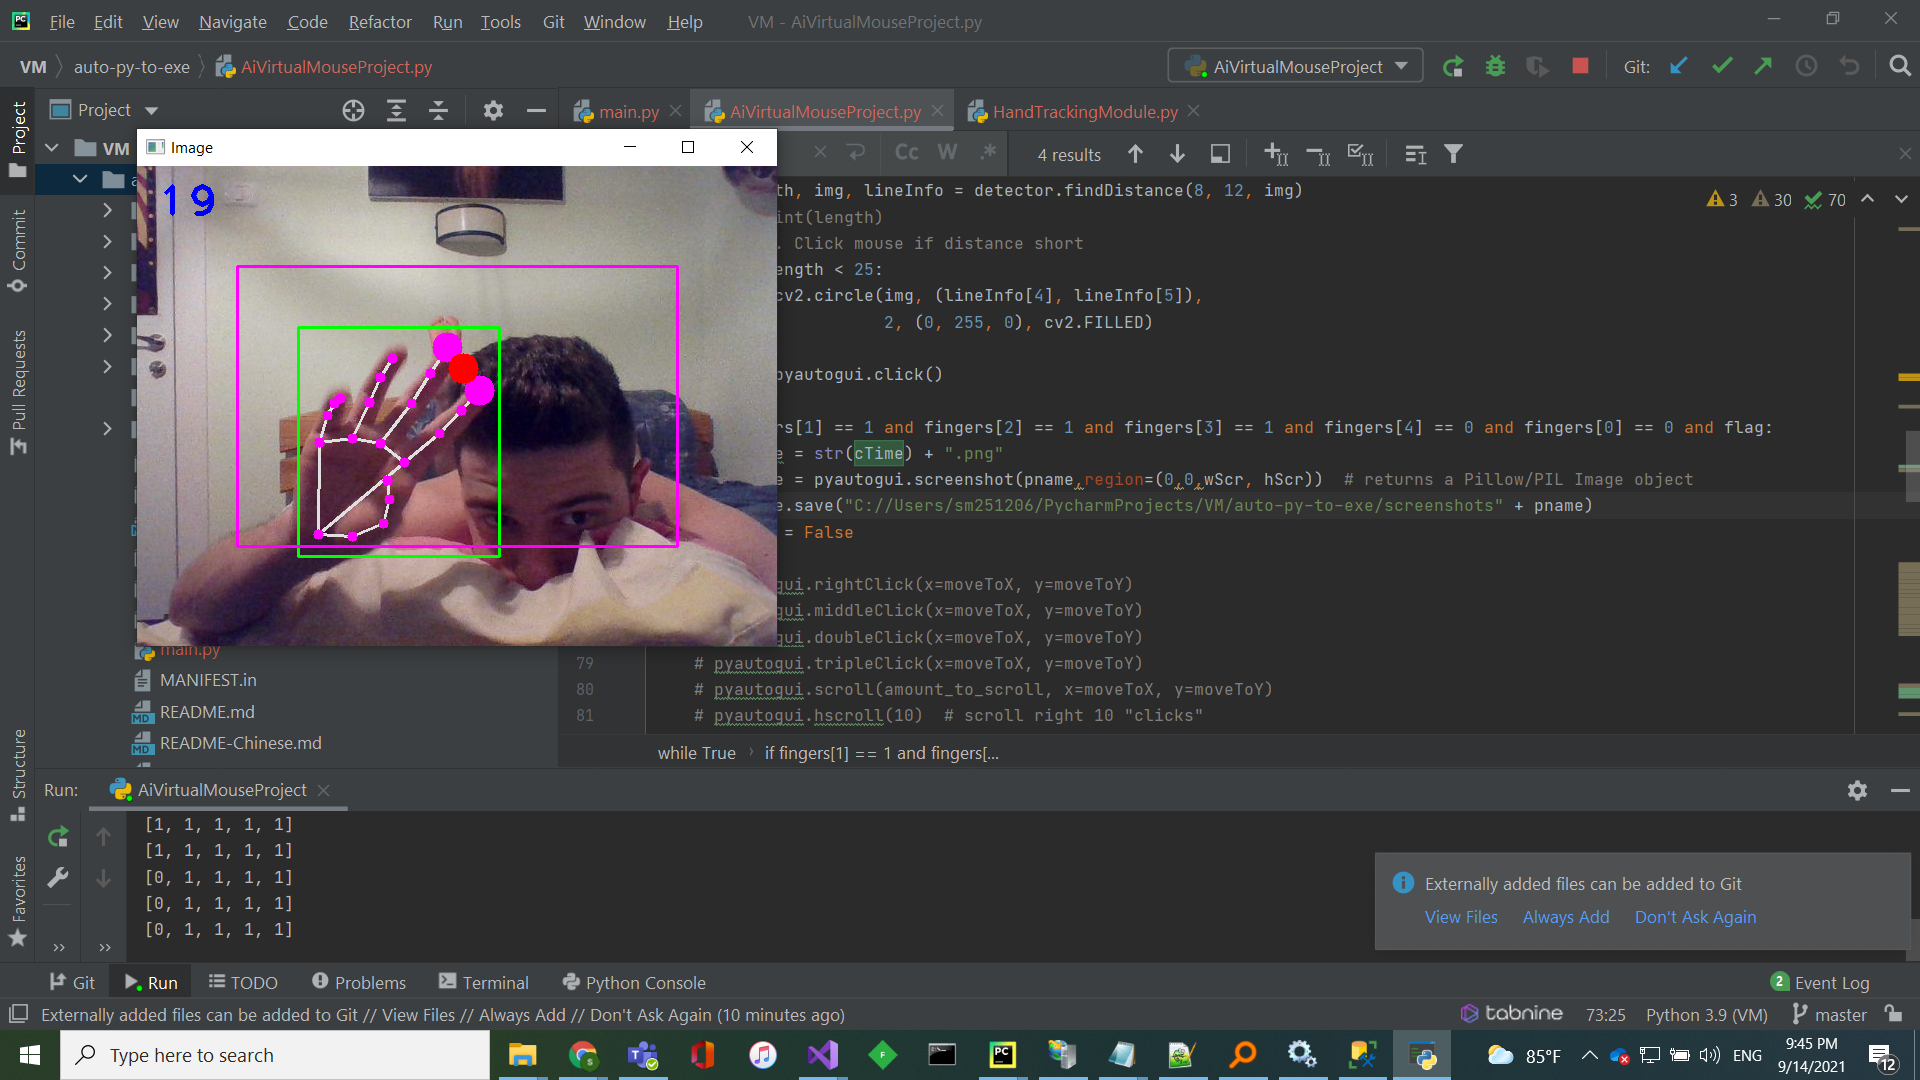 File Edit View Navigate Code Refactor Run Tools Git Window Help VM - AiVirtualMouseProject.py
VM auto-py-to-exe AiVirtualMouseProject.py AiVirtualMouseProject Git:
Project main.py AiVirtualMouseProject.py HandTrackingModule.py
Project
Commit
Pull Requests
Structure
Favorites
VM
Image
19
Cc W .* 4 results
3 30 70
th, img, lineInfo = detector.findDistance(8, 12, img)
int(length)
. Click mouse if distance short
ength < 25:
cv2.circle(img, (lineInfo[4], lineInfo[5]),
2, (0, 255, 0), cv2.FILLED)
pyautogui.click()
rs[1] == 1 and fingers[2] == 1 and fingers[3] == 1 and fingers[4] == 0 and fingers[0] == 0 and flag:
e = str(cTime) + ".png"
e = pyautogui.screenshot(pname,region=(0,0,wScr, hScr))  # returns a Pillow/PIL Image object
e.save("C://Users/sm251206/PycharmProjects/VM/auto-py-to-exe/screenshots" + pname)
= False
gui.rightClick(x=moveToX, y=moveToY)
gui.middleClick(x=moveToX, y=moveToY)
gui.doubleClick(x=moveToX, y=moveToY)
79 # pyautogui.tripleClick(x=moveToX, y=moveToY)
80 # pyautogui.scroll(amount_to_scroll, x=moveToX, y=moveToY)
81 # pyautogui.hscroll(10)  # scroll right 10 "clicks"
main.py
MANIFEST.in
README.md
README-Chinese.md
while True if fingers[1] == 1 and fingers[...
Run: AiVirtualMouseProject
[1, 1, 1, 1, 1]
[1, 1, 1, 1, 1]
[0, 1, 1, 1, 1]
[0, 1, 1, 1, 1]
[0, 1, 1, 1, 1]
Externally added files can be added to Git
View Files Always Add Don't Ask Again
Git Run TODO Problems Terminal Python Console 2 Event Log
Externally added files can be added to Git // View Files // Always Add // Don't Ask Again (10 minutes ago) tabnine 73:25 Python 3.9 (VM) master
Type here to search 85°F ENG 9:45 PM
9/14/2021 12